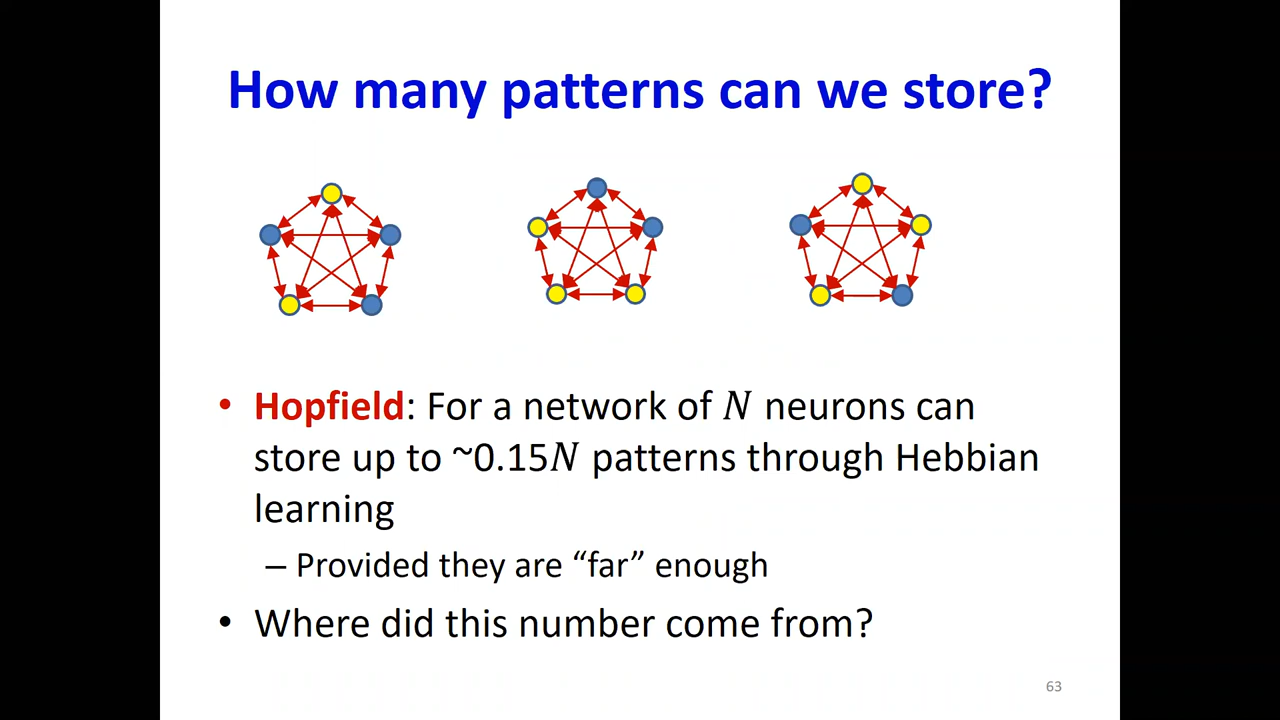 How many patterns can we store?
• Hopfield: For a network of N neurons can
store up to ~0.15N patterns through Hebbian
learning
– Provided they are “far” enough
• Where did this number come from?
63